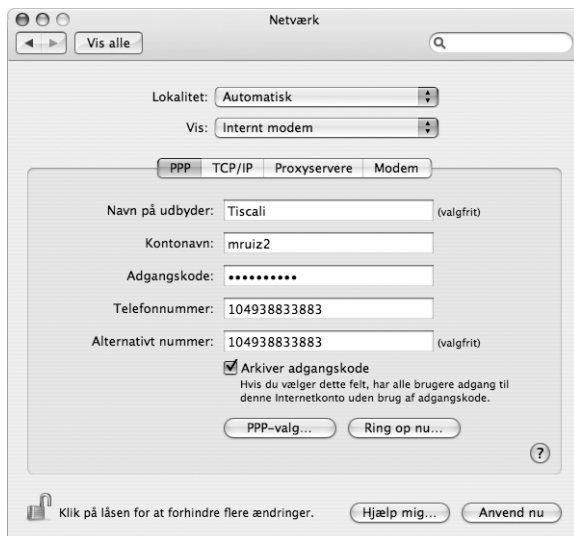 Netværk
Vis alle
Lokalitet: Automatisk
Vis: Internt modem
PPP TCP/IP Proxyservere Modem
Navn på udbyder: Tiscali (valgfrit)
Kontonavn: mruiz2
Adgangskode: ••••••••••
Telefonnummer: 104938833883
Alternativt nummer: 104938833883 (valgfrit)
Arkiver adgangskode
Hvis du vælger dette felt, har alle brugere adgang til
denne Internetkonto uden brug af adgangskode.
PPP-valg... Ring op nu...
?
Klik på låsen for at forhindre flere ændringer. Hjælp mig... Anvend nu